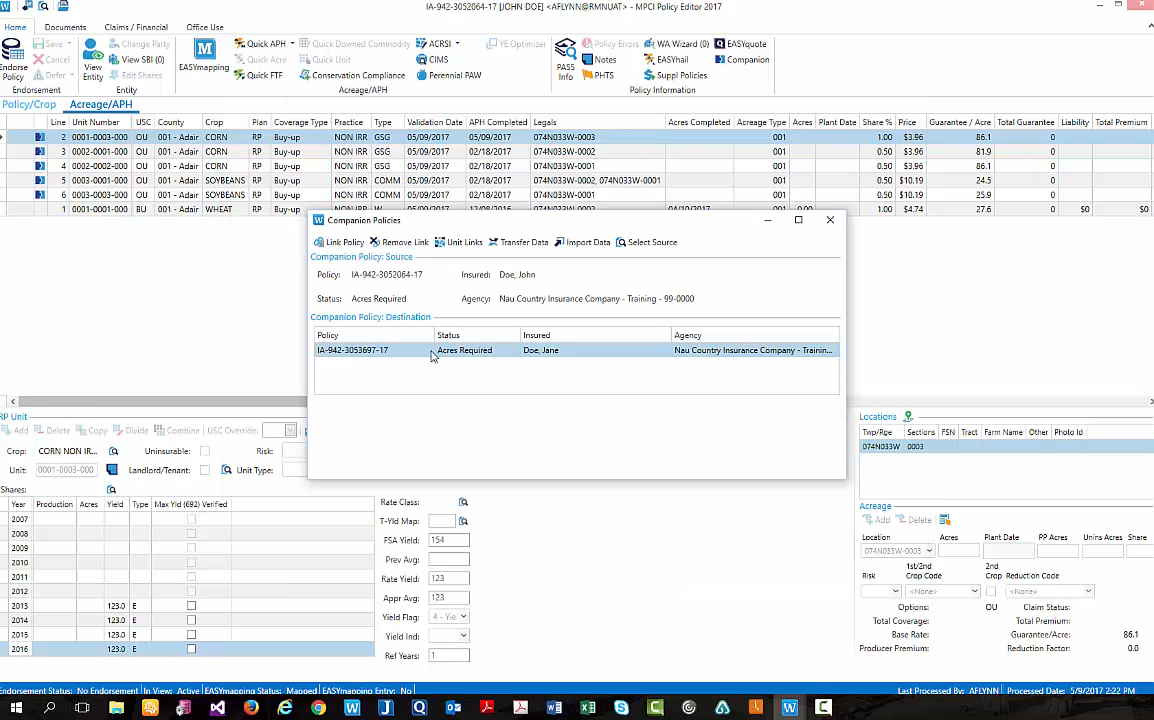 IA-942-3052064-17 [JOHN DOE] <AFLYNN@RMNUAT> - MPCI Policy Editor 2017
Home Documents Claims / Financial Office Use
Endorse Policy Save Cancel Defer Endorsement
View Entity Change Party View SBI (0) Edit Shares Entity
EASYmapping Quick APH Quick Acre Quick FTF Quick Downed Commodity Quick Unit Conservation Compliance ACRSI CIMS Perennial PAW YE Optimizer Acreage/APH
PASS Info Policy Errors Notes PHTS WA Wizard (0) EASYhail Suppl Policies EASYquote Companion Policy Information
Policy/Crop Acreage/APH
Line Unit Number USC County Crop Plan Coverage Type Practice Type Validation Date APH Completed Legals Acres Completed Acreage Type Acres Plant Date Share % Price Guarantee / Acre Total Guarantee Liability Total Premium
2 0001-0003-000 OU 001 - Adair CORN RP Buy-up NON IRR GSG 05/09/2017 05/09/2017 074N033W-0003 001 1.00 $3.96 86.1 0
3 0002-0001-000 OU 001 - Adair CORN RP Buy-up NON IRR GSG 05/09/2017 02/18/2017 074N033W-0002 001 0.50 $3.96 81.9 0
4 0002-0002-000 OU 001 - Adair CORN RP Buy-up NON IRR GSG 05/09/2017 02/18/2017 074N033W-0001 001 0.50 $3.96 86.1 0
5 0003-0001-000 OU 001 - Adair SOYBEANS RP Buy-up NON IRR COMM 05/09/2017 02/18/2017 074N033W-0002, 074N033W-0001 001 0.50 $10.19 24.5 0
6 0003-0003-000 OU 001 - Adair SOYBEANS RP Buy-up NON IRR COMM 05/09/2017 02/18/2017 001 0.50 $10.19 25.9 0
1 0001-0001-000 BU 001 - Adair WHEAT RP Buy-up NON IRR W 05/09/2017 12/08/2016 04/10/2017 001 0.00 0.50 $4.74 27.6 0 $0 $0
Companion Policies
Link Policy Remove Link Unit Links Transfer Data Import Data Select Source
Companion Policy: Source
Policy: IA-942-3052064-17 Insured: Doe, John
Status: Acres Required Agency: Nau Country Insurance Company - Training - 99-0000
Companion Policy: Destination
Policy Status Insured Agency
IA-942-3053697-17 Acres Required Doe, Jane Nau Country Insurance Company - Trainin...
RP Unit
Add Delete Copy Divide Combine USC Override:
Crop: CORN NON IR... Uninsurable: Risk:
Unit: 0001-0003-000 Landlord/Tenant: Unit Type:
Shares:
Year Production Acres Yield Type Max Yld (692) Verified
2007
2008
2009
2010
2011
2012
2013 123.0 E
2014 123.0 E
2015 123.0 E
2016 123.0 E
Rate Class:
T-Yld Map:
FSA Yield: 154
Prev Avg:
Rate Yield: 123
Appr Avg: 123
Yield Flag: 4 - Yie
Yield Ind:
Ref Years: 1
Locations
Twp/Rge Sections FSN Tract Farm Name Other Photo Id
074N033W 0003
Acreage
Add Delete
Location Acres Plant Date PP Acres Unins Acres Share
074N033W-0003
Risk 1st/2nd Crop Code 2nd Crop Reduction Code
<None> <None>
Options: OU Claim Status:
Total Coverage: Total Premium:
Base Rate: Guarantee/Acre: 86.1
Producer Premium: Reduction Factor: 0.0
Endorsement Status: No Endorsement In View: Active EASYmapping Status: Mapped EASYmapping Entry: No Last Processed By: AFLYNN Processed Date: 5/9/2017 2:22 PM